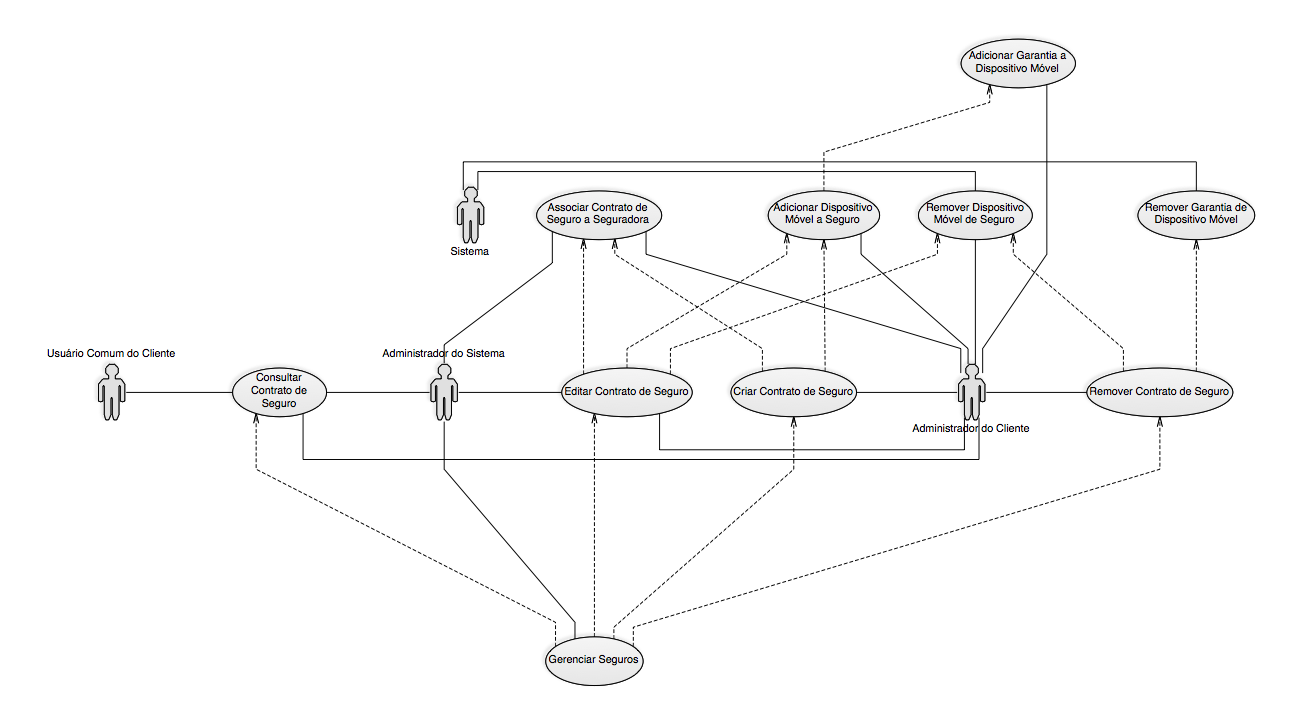 Adicionar Garantia a
Dispositivo Móvel
Associar Contrato de
Seguro a Seguradora
Adicionar Dispositivo
Móvel a Seguro
Remover Dispositivo
Móvel de Seguro
Remover Garantia de
Dispositivo Móvel
Sistema
Usuário Comum do Cliente
Administrador do Sistema
Consultar
Contrato de
Seguro
Editar Contrato de Seguro
Criar Contrato de Seguro
Remover Contrato de Seguro
Administrador do Cliente
Gerenciar Seguros